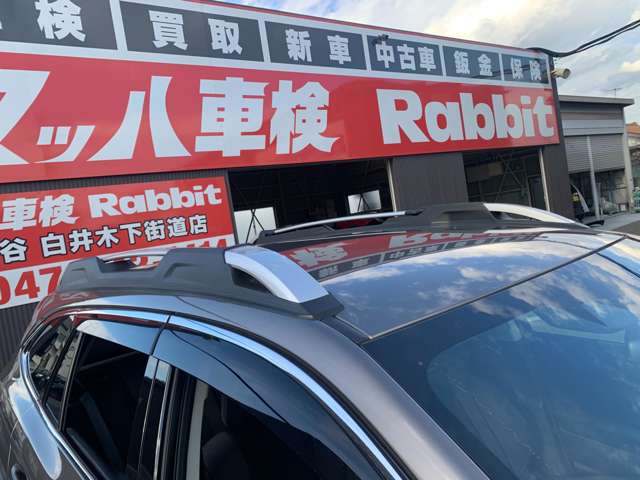 車検 買取 新車 中古車 鈑金 保険
スッパ車検 Rabbit
車検 Rabbit
谷 白井木下街道店
047